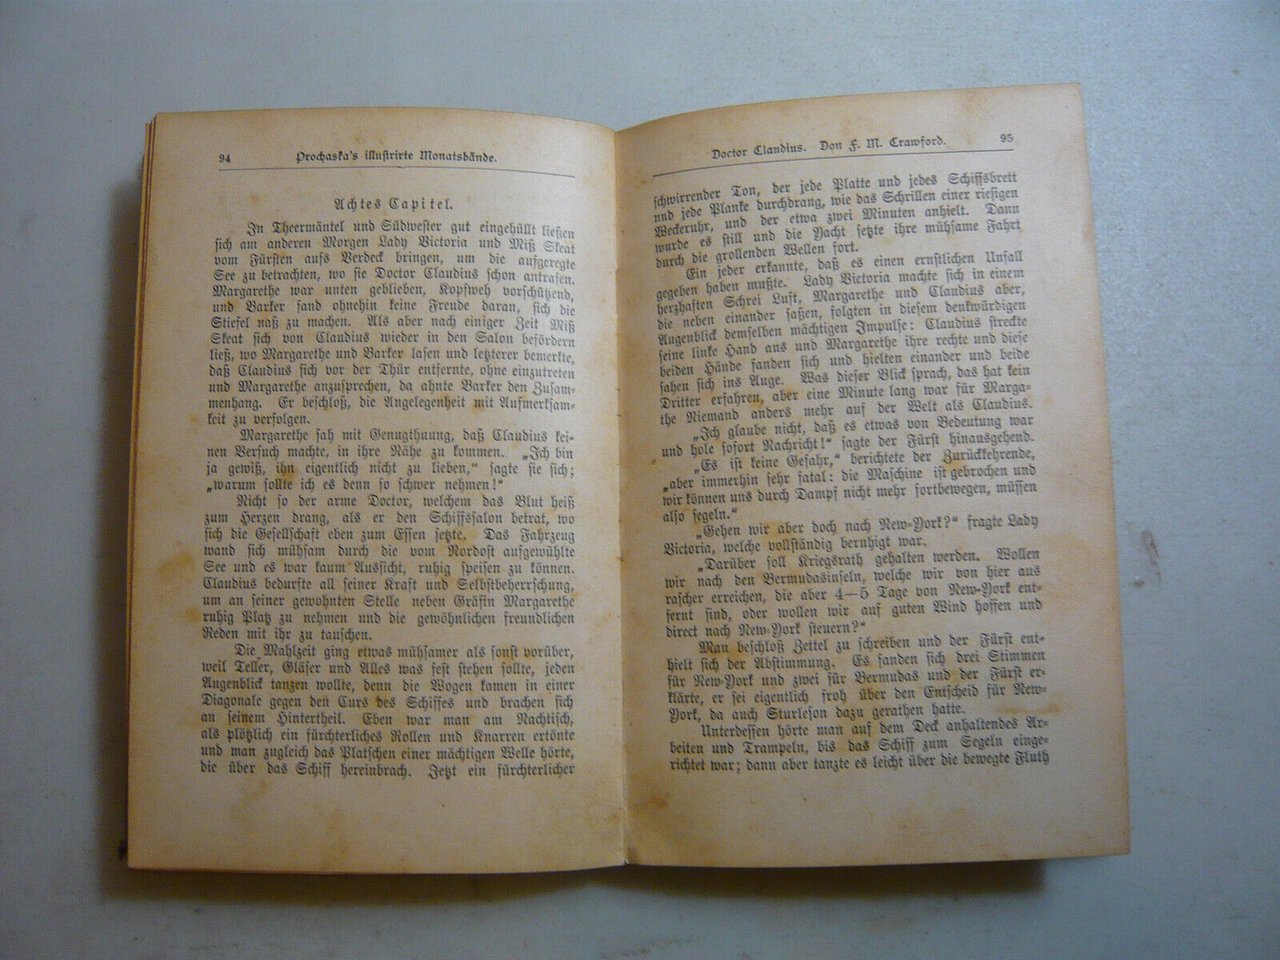 94
Prochaska's illustrirte Monatsbände.
Achtes Capitel.
In Theermäntel und Südwester gut eingehüllt ließen
sich am anderen Morgen Lady Victoria und Miß Skeat
vom Fürsten aufs Verdeck bringen, um die aufgeregte
See zu betrachten, wo sie Doctor Claudius schon antrafen.
Margarethe war unten geblieben, Kopfweh vorschützend,
und Barker fand ohnehin keine Freude daran, sich die
Stiefel naß zu machen. Als aber nach einiger Zeit Miß
Skeat sich von Claudius wieder in den Salon befördern
ließ, wo Margarethe und Barker lasen und letzterer bemerkte,
daß Claudius sich vor der Thür entfernte, ohne einzutreten
und Margarethe anzusprechen, da ahnte Barker den Zusam-
menhang. Er beschloß, die Angelegenheit mit Aufmerksam-
keit zu verfolgen.
Margarethe sah mit Genugthuung, daß Claudius kei-
nen Versuch machte, in ihre Nähe zu kommen. „Ich bin
ja gewiß, ihn eigentlich nicht zu lieben,“ sagte sie sich;
„warum sollte ich es denn so schwer nehmen!“
Nicht so der arme Doctor, welchem das Blut heiß
zum Herzen drang, als er den Schiffssalon betrat, wo
sich die Gesellschaft eben zum Essen setzte. Das Fahrzeug
wand sich mühsam durch die vom Nordost aufgewühlte
See und es war kaum Aussicht, ruhig speisen zu können.
Claudius bedurfte all seiner Kraft und Selbstbeherrschung,
um an seiner gewohnten Stelle neben Gräfin Margarethe
ruhig Platz zu nehmen und die gewöhnlichen freundlichen
Reden mit ihr zu tauschen.
Die Mahlzeit ging etwas mühsamer als sonst vorüber,
weil Teller, Gläser und Alles was fest stehen sollte, jeden
Augenblick tanzen wollte, denn die Wogen kamen in einer
Diagonale gegen den Curs des Schiffes und brachen sich
an seinem Hintertheil. Eben war man am Nachtisch,
als plötzlich ein fürchterliches Rollen und Knarren ertönte
und man zugleich das Platschen einer mächtigen Welle hörte,
die über das Schiff hereinbrach. Jetzt ein fürchterlicher
Doctor Claudius. Von F. M. Crawford.
95
schwirrender Ton, der jede Platte und jedes Schiffsbrett
und jede Planke durchdrang, wie das Schrillen einer riesigen
Weckeruhr, und der etwa zwei Minuten anhielt. Dann
wurde es still und die Yacht setzte ihre mühsame Fahrt
durch die grollenden Wellen fort.
Ein jeder erkannte, daß es einen ernstlichen Unfall
gegeben haben mußte. Lady Victoria machte sich in einem
herzhaften Schrei Luft, Margarethe und Claudius aber,
die neben einander saßen, folgten in diesem denkwürdigen
Augenblick demselben mächtigen Impulse: Claudius streckte
seine linke Hand aus und Margarethe ihre rechte und diese
beiden Hände fanden sich und hielten einander und beide
sahen sich ins Auge. Was dieser Blick sprach, das hat kein
Dritter erfahren, aber eine Minute lang war für Marga-
rethe Niemand anders mehr auf der Welt als Claudius.
„Ich glaube nicht, daß es etwas von Bedeutung war
und hole sofort Nachricht!“ sagte der Fürst hinausgehend.
„Es ist keine Gefahr,“ berichtete der Zurückkehrende,
„aber immerhin sehr fatal: die Maschine ist gebrochen und
wir können uns durch Dampf nicht mehr fortbewegen, müssen
also segeln.“
„Gehen wir aber doch nach New-York?“ fragte Lady
Victoria, welche vollständig beruhigt war.
„Darüber soll Kriegsrath gehalten werden. Wollen
wir nach den Bermudasinseln, welche wir von hier aus
rascher erreichen, die aber 4—5 Tage von New-York ent-
fernt sind, oder wollen wir auf guten Wind hoffen und
direct nach New-York steuern?“
Man beschloß Zettel zu schreiben und der Fürst ent-
hielt sich der Abstimmung. Es fanden sich drei Stimmen
für New-York und zwei für Bermudas und der Fürst er-
klärte, er sei eigentlich froh über den Entscheid für New-
York, da auch Sturleson dazu gerathen hatte.
Unterdessen hörte man auf dem Deck anhaltendes Ar-
beiten und Trampeln, bis das Schiff zum Segeln einge-
richtet war; dann aber tanzte es leicht über die bewegte Fluth